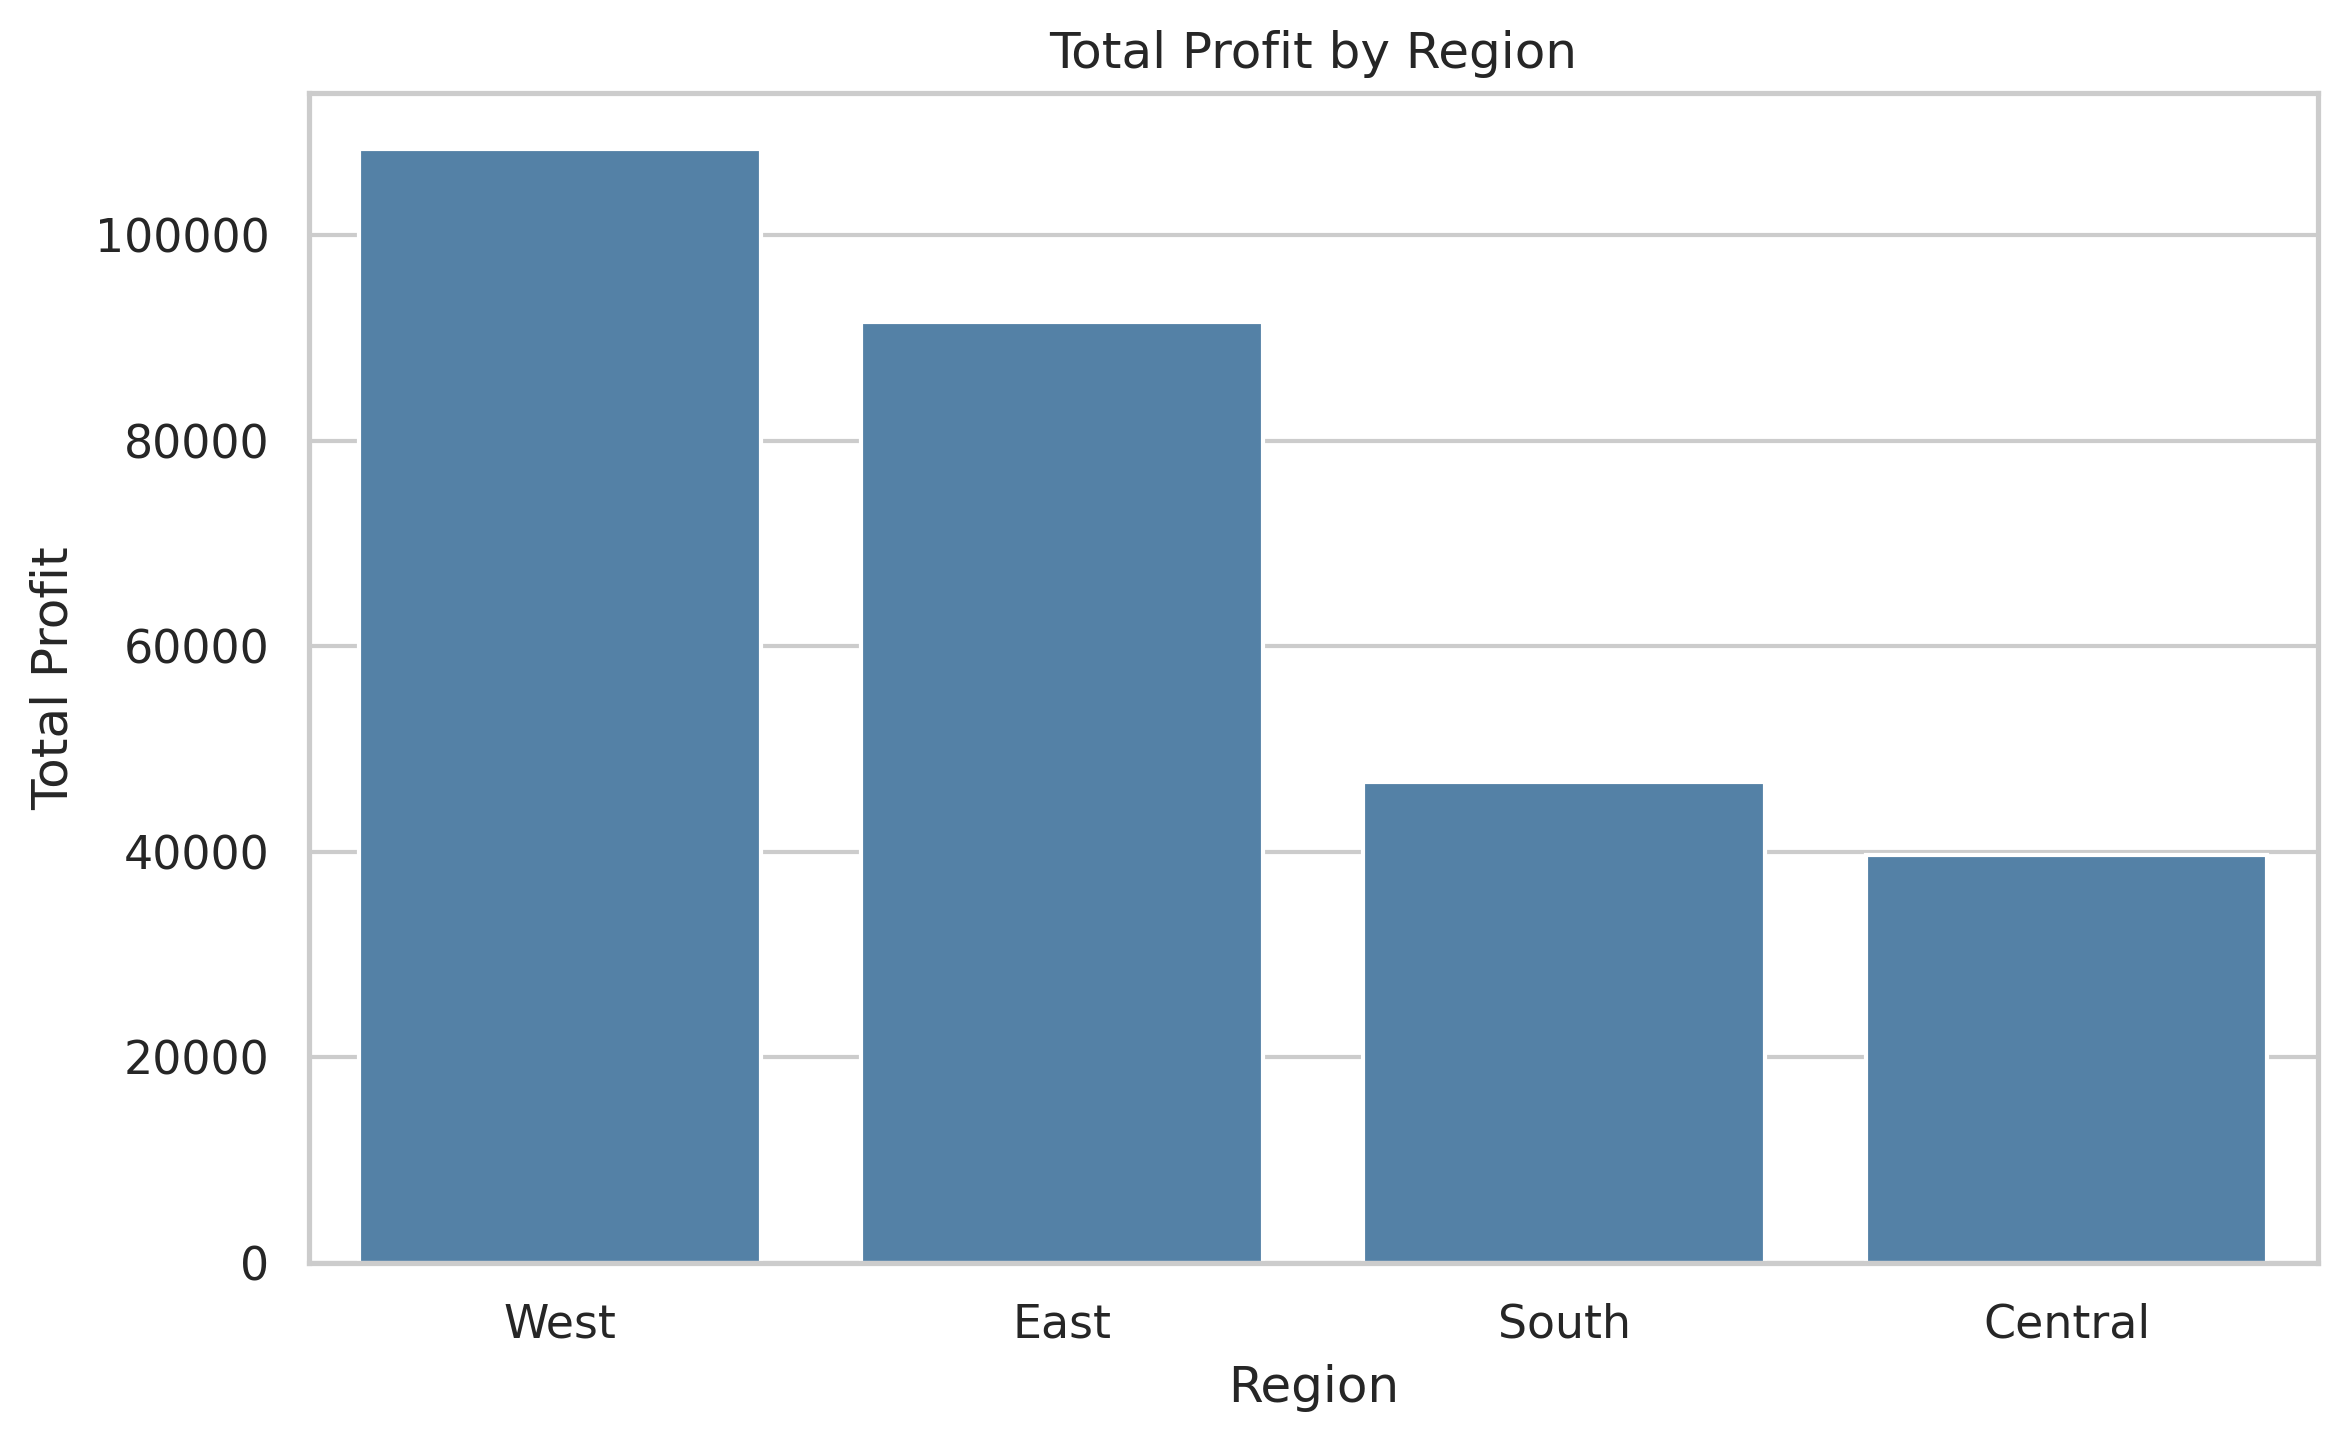 Total Profit by Region
Total Profit
100000
80000
60000
40000
20000
0
West East South Central
Region